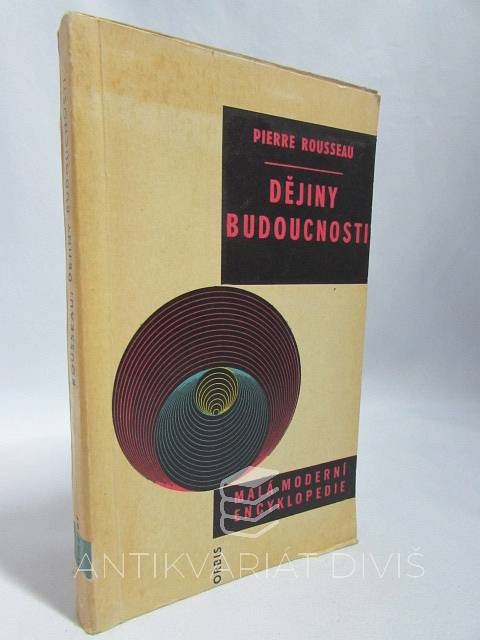 PIERRE ROUSSEAU
DĚJINY
BUDOUCNOSTI
MALÁ MODERNÍ
ENCYKLOPEDIE
ORBIS
ROUSSEAU: DĚJINY BUDOUCNOSTI
ANTIKVARIÁT DIVIŠ